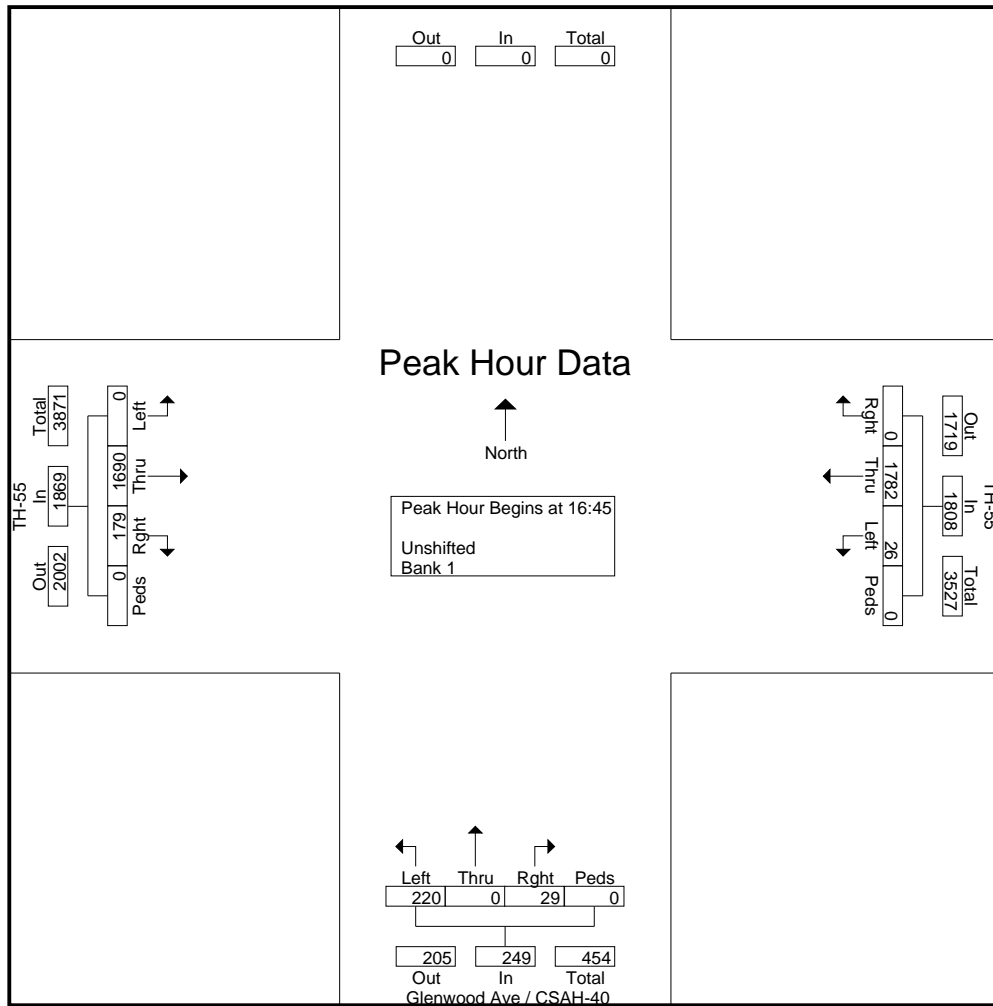 Out In Total
0 0 0
Peak Hour Data
North
Peak Hour Begins at 16:45
Unshifted
Bank 1
TH-55
Total In Out
3871 1869 2002
0 1690 179 0
Left Thru Rght Peds
Rght Thru Left Peds
0 1782 26 0
Out In Total
1719 1808 3527
TH-55
Left Thru Rght Peds
220 0 29 0
205 249 454
Out In Total
Glenwood Ave / CSAH-40